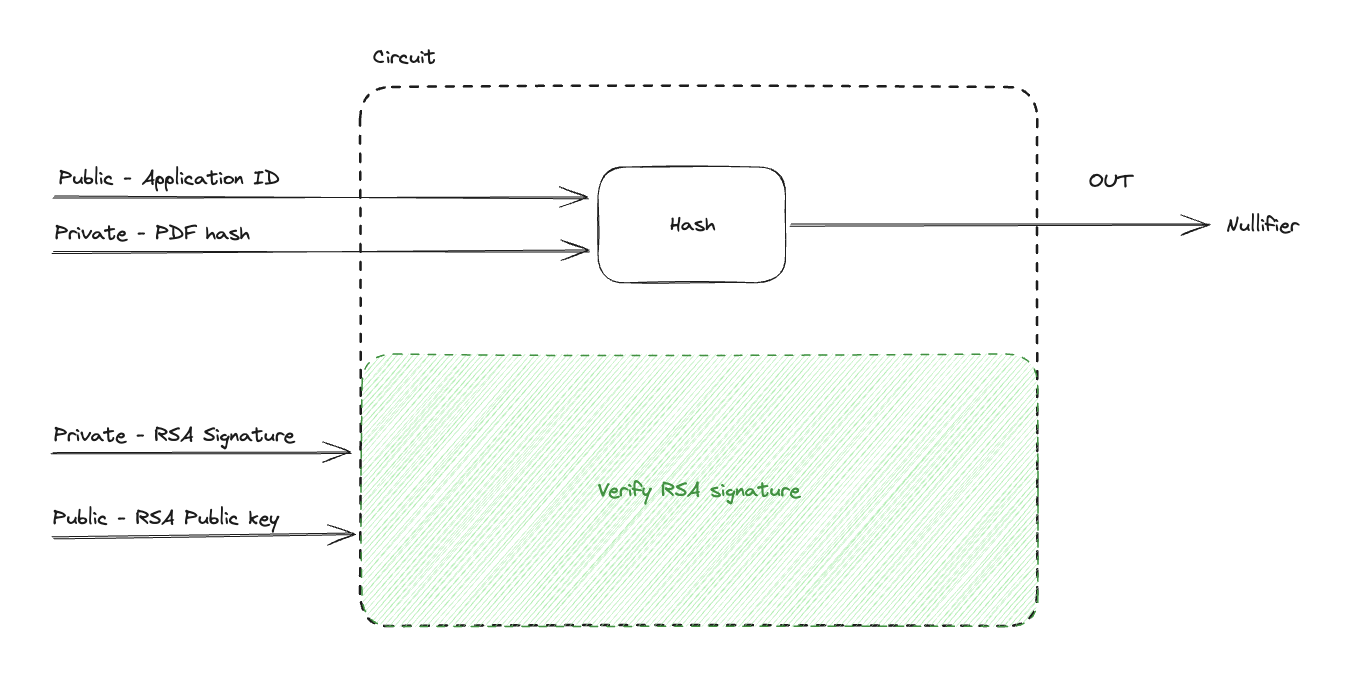 Circuit
Public - Application ID
OUT
Private - PDF hash
Hash
Nullifier
Private - RSA Signature
Verify RSA signature
Public - RSA Public key